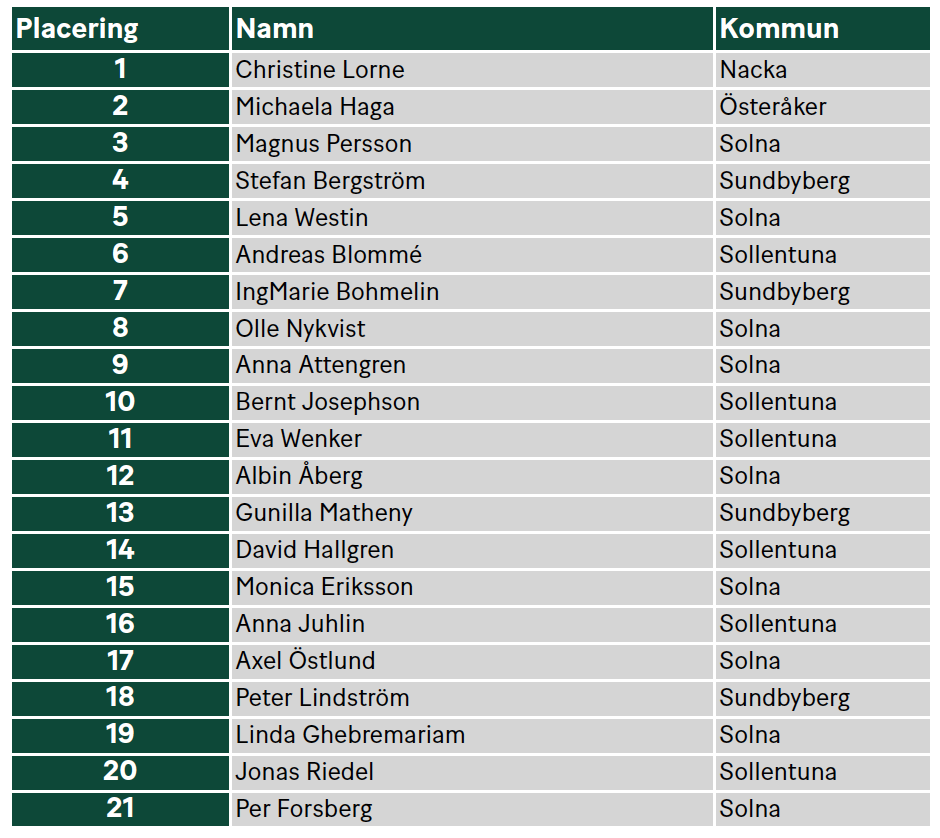 Placering Namn Kommun
1 Christine Lorne Nacka
2 Michaela Haga Österåker
3 Magnus Persson Solna
4 Stefan Bergström Sundbyberg
5 Lena Westin Solna
6 Andreas Blommé Sollentuna
7 IngMarie Bohmelin Sundbyberg
8 Olle Nykvist Solna
9 Anna Attengren Solna
10 Bernt Josephson Sollentuna
11 Eva Wenker Sollentuna
12 Albin Åberg Solna
13 Gunilla Matheny Sundbyberg
14 David Hallgren Sollentuna
15 Monica Eriksson Solna
16 Anna Juhlin Sollentuna
17 Axel Östlund Solna
18 Peter Lindström Sundbyberg
19 Linda Ghebremariam Solna
20 Jonas Riedel Sollentuna
21 Per Forsberg Solna